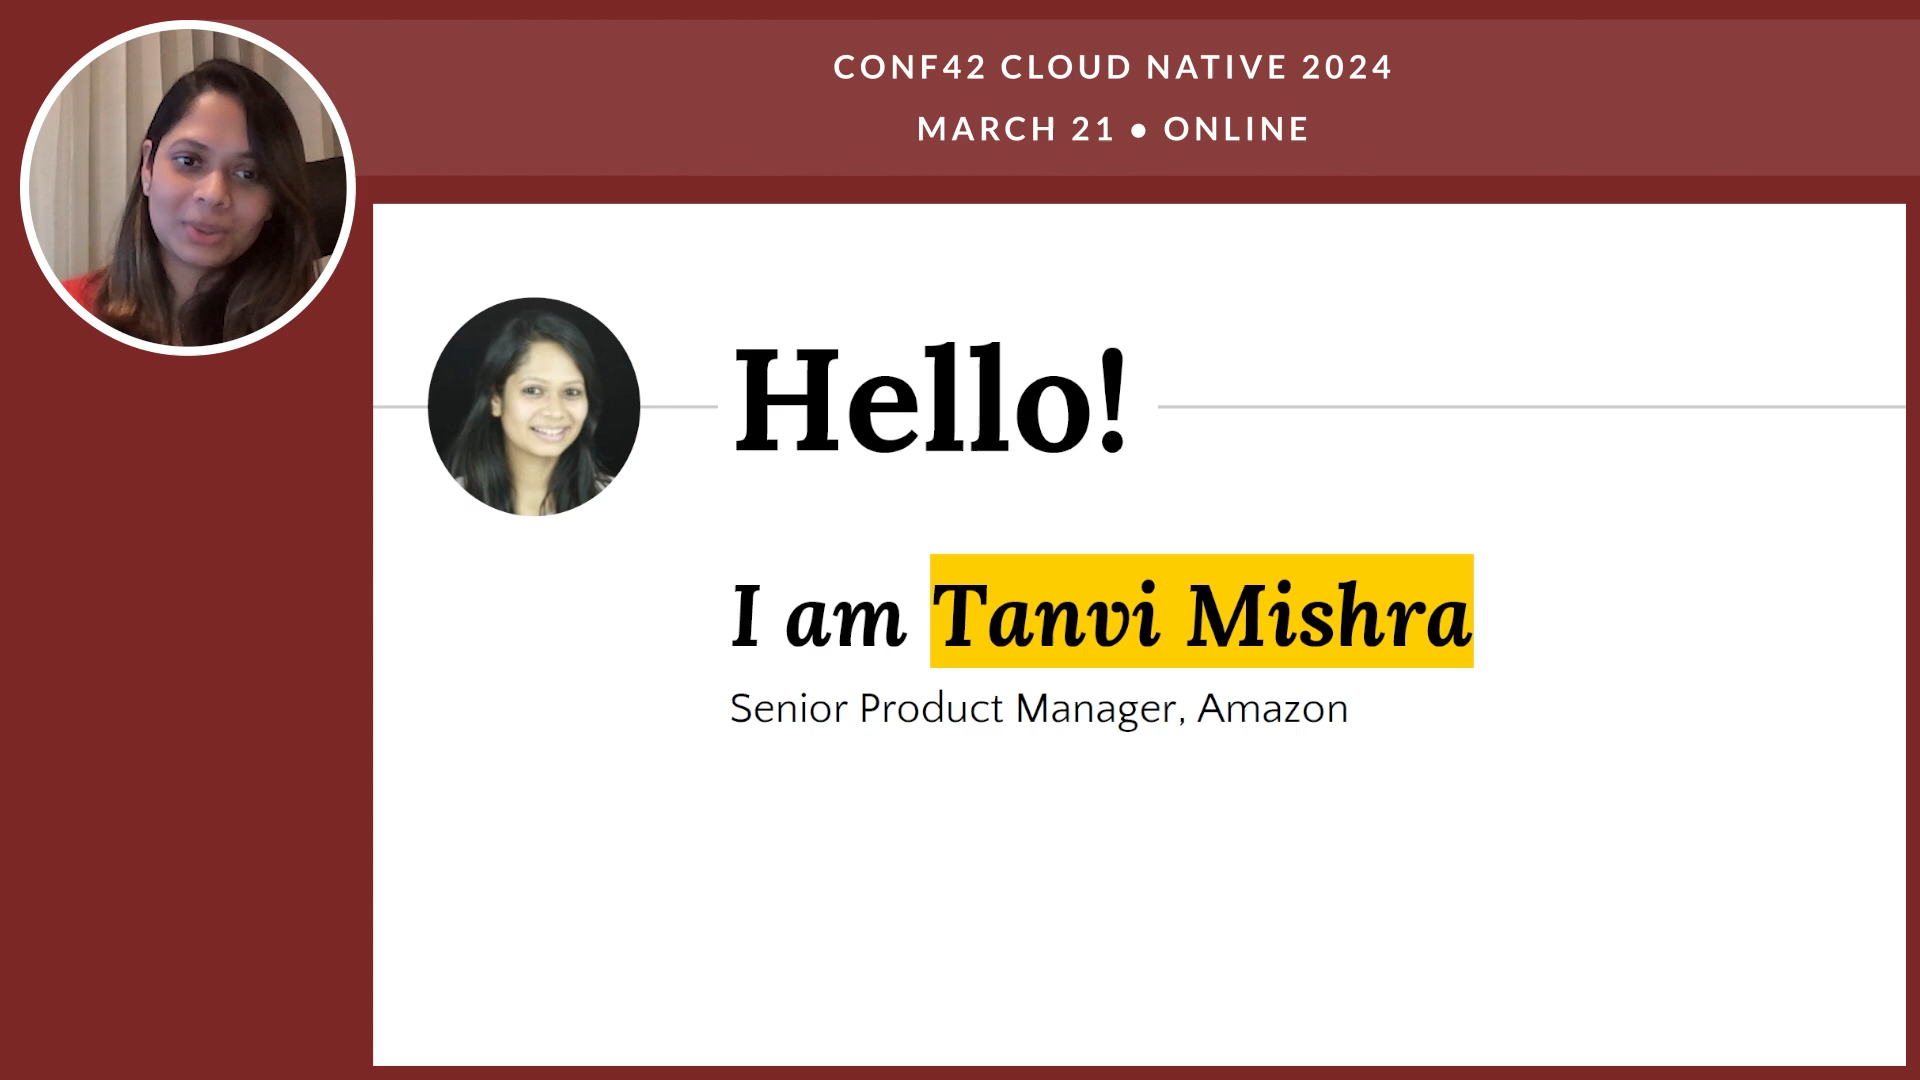 CONF42 CLOUD NATIVE 2024
MARCH 21 • ONLINE
Hello!
I am Tanvi Mishra
Senior Product Manager, Amazon